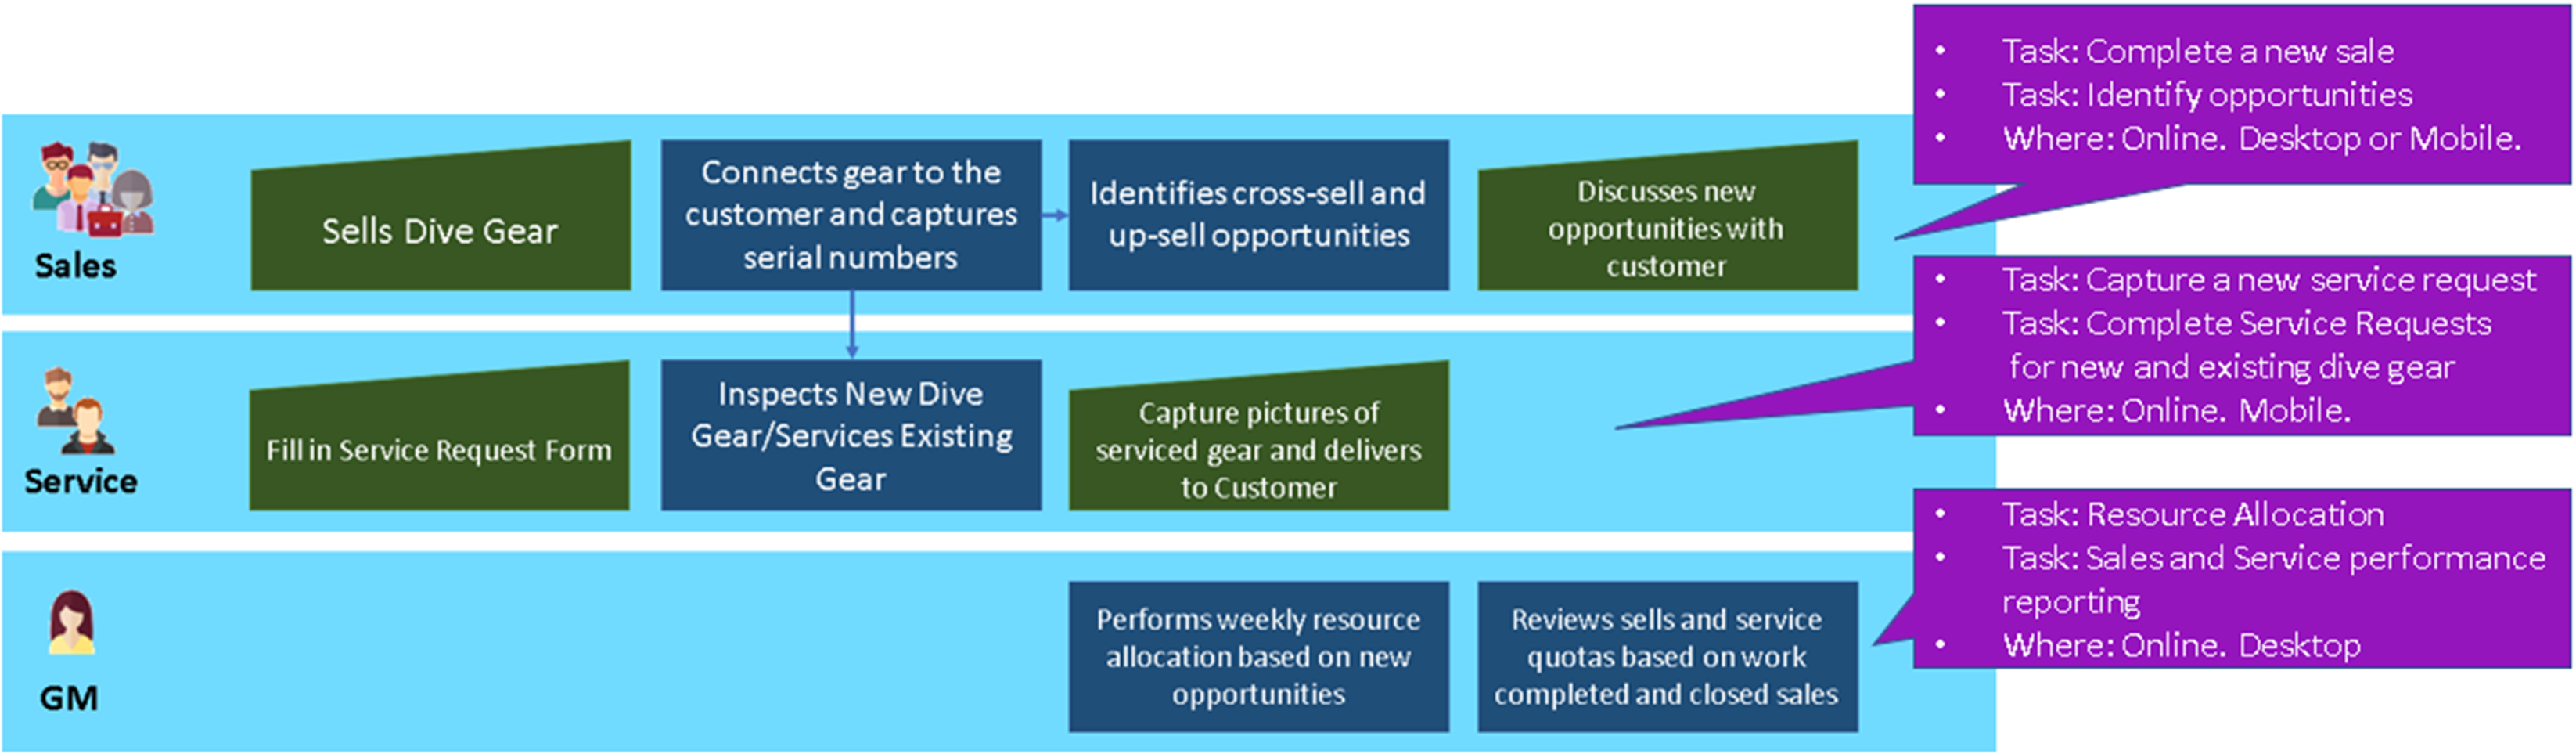 Sales
Sells Dive Gear
Connects gear to the
customer and captures
serial numbers
Identifies cross-sell and
up-sell opportunities
Discusses new
opportunities with
customer
• Task: Complete a new sale
• Task: Identify opportunities
• Where: Online. Desktop or Mobile.
Service
Fill in Service Request Form
Inspects New Dive
Gear/Services Existing
Gear
Capture pictures of
serviced gear and delivers
to Customer
• Task: Capture a new service request
• Task: Complete Service Requests
for new and existing dive gear
• Where: Online. Mobile.
GM
Performs weekly resource
allocation based on new
opportunities
Reviews sells and service
quotas based on work
completed and closed sales
• Task: Resource Allocation
• Task: Sales and Service performance
reporting
• Where: Online. Desktop